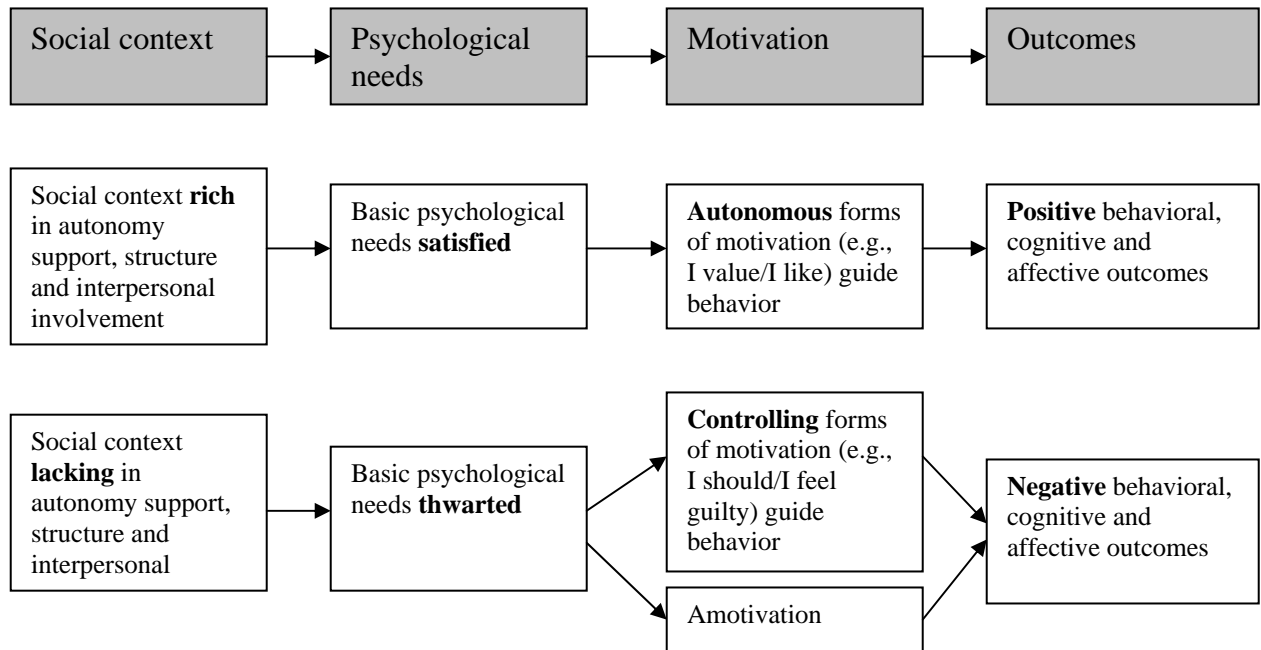 Social context
Psychological
needs
Motivation
Outcomes
Social context rich
in autonomy
support, structure
and interpersonal
involvement
Basic psychological
needs satisfied
Autonomous forms
of motivation (e.g.,
I value/I like) guide
behavior
Positive behavioral,
cognitive and
affective outcomes
Social context
lacking in
autonomy support,
structure and
interpersonal
Basic psychological
needs thwarted
Controlling forms
of motivation (e.g.,
I should/I feel
guilty) guide
behavior
Amotivation
Negative behavioral,
cognitive and
affective outcomes